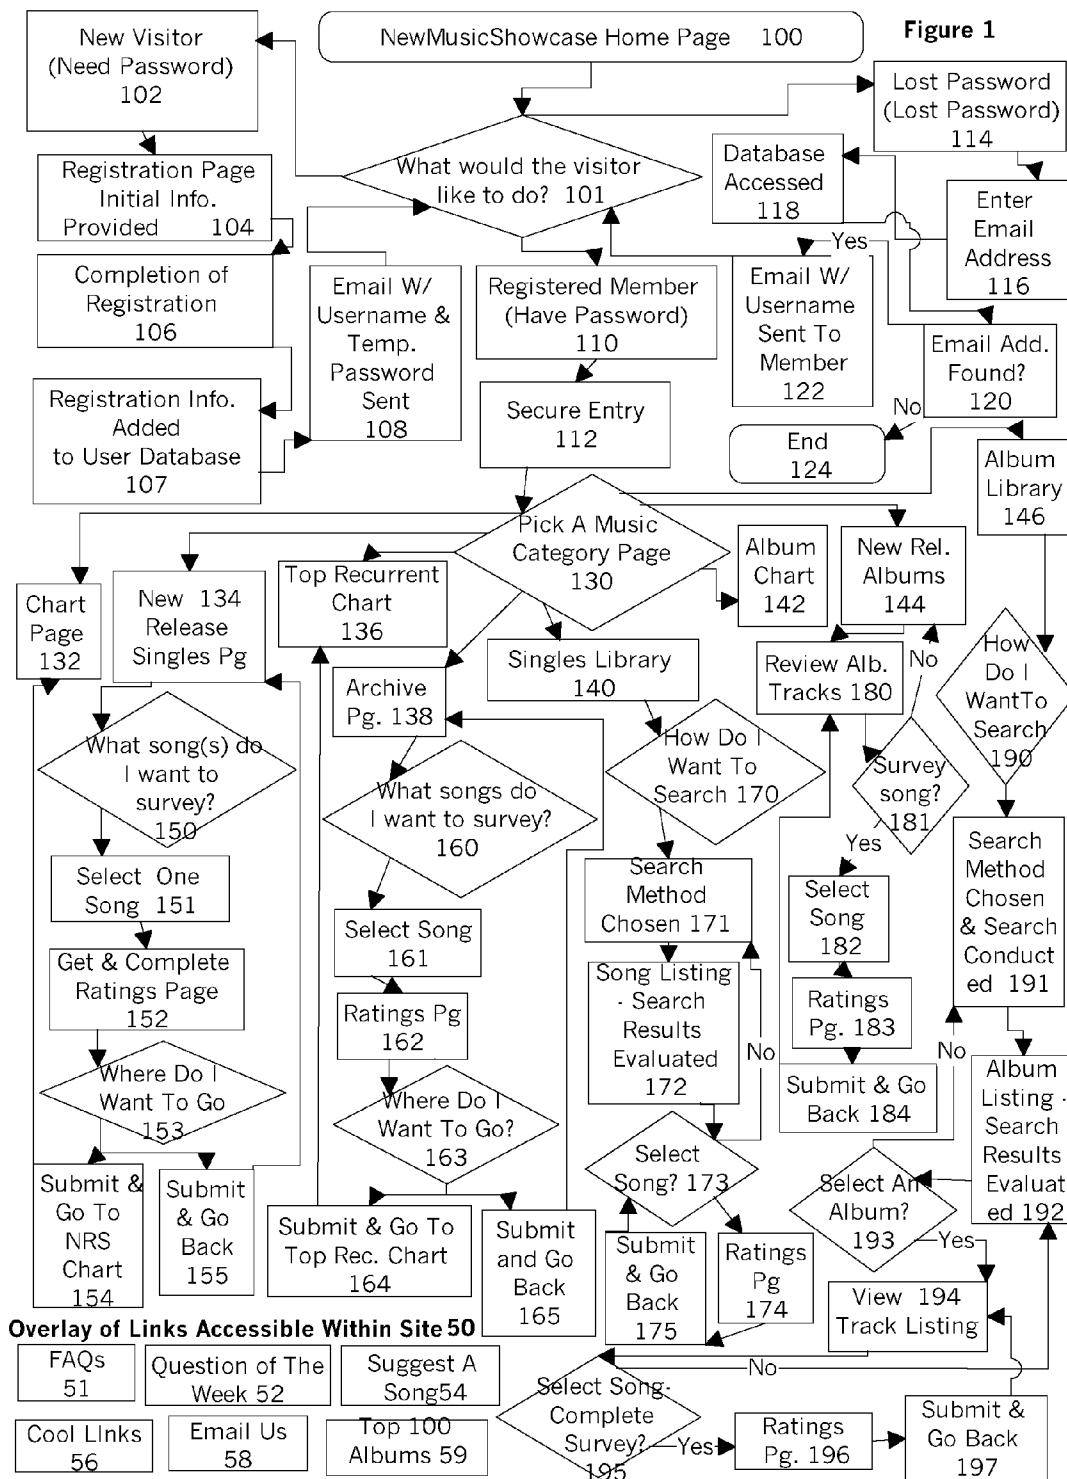 NewMusicShowcase Home Page 100
Figure 1
New Visitor
(Need Password)
102
Lost Password
(Lost Password)
114
What would the visitor
like to do? 101
Database
Accessed
118
Registration Page
Initial Info.
Provided 104
Enter
Email
Address
116
Yes
Completion of
Registration
106
Email W/
Username &
Temp.
Password
Sent
108
Registered Member
(Have Password)
110
Email W/
Username
Sent To
Member
122
Email Add.
Found?
120
No
Registration Info.
Added
to User Database
107
Secure Entry
112
End
124
Album
Library
146
Pick A Music
Category Page
130
Chart
Page
132
New 134
Release
Singles Pg
Top Recurrent
Chart
136
Album
Chart
142
New Rel.
Albums
144
Archive
Pg. 138
Singles Library
140
Review Alb.
Tracks 180
No
How
Do I
WantTo
Search
190
What song(s) do
I want to
survey?
150
What songs do
I want to survey?
160
How Do I
Want To
Search 170
Survey
song?
181
Yes
Select One
Song 151
Select Song
161
Search
Method
Chosen 171
Select
Song
182
Search
Method
Chosen
& Search
Conduct
ed 191
Get & Complete
Ratings Page
152
Ratings Pg
162
Song Listing
- Search
Results
Evaluated
172
No
Ratings
Pg. 183
No
Where Do I
Want To Go
153
Where Do I
Want To Go?
163
Submit & Go
Back 184
Album
Listing -
Search
Results
Evaluat
ed 192
Select
Song? 173
Select An
Album?
193
Yes
Submit &
Go To
NRS
Chart
154
Submit
& Go
Back
155
Submit & Go To
Top Rec. Chart
164
Submit
and Go
Back
165
Submit
& Go
Back
175
Ratings
Pg
174
View 194
Track Listing
Overlay of Links Accessible Within Site 50
FAQs
51
Question of The
Week 52
Suggest A
Song54
Cool LInks
56
Email Us
58
Top 100
Albums 59
No
Select Song-
Complete
Survey?
195
Yes
Ratings
Pg. 196
Submit &
Go Back
197